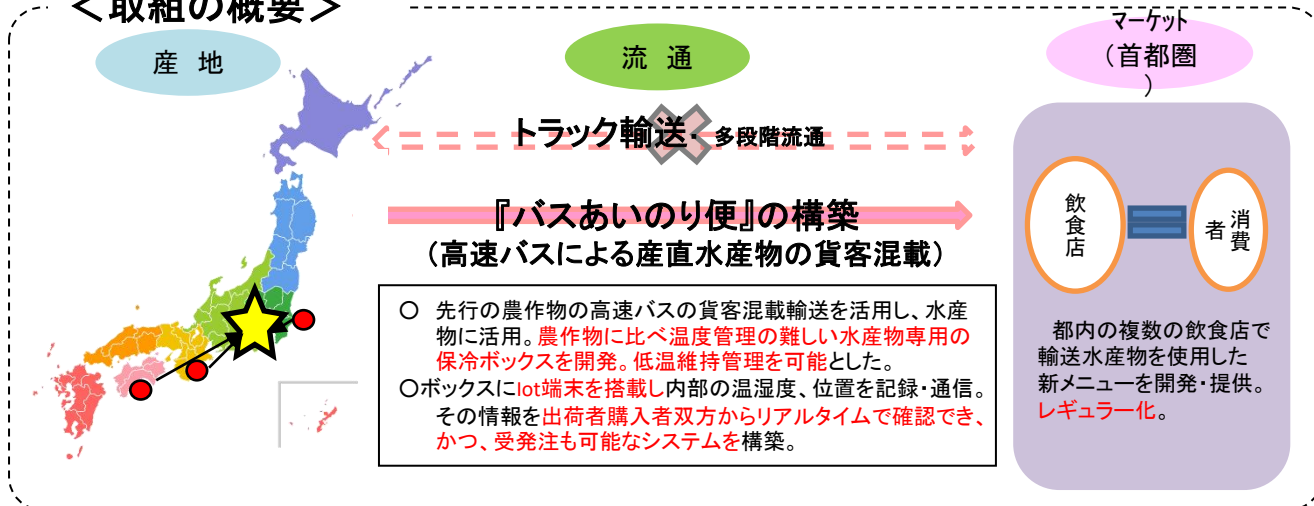 ＜取組の概要＞
産　地
流　通
マーケット
（首都圏
）
トラック輸送・多段階流通
『バスあいのり便』の構築
（高速バスによる産直水産物の貨客混載）
○　先行の農作物の高速バスの貨客混載輸送を活用し、水産
物に活用。農作物に比べ温度管理の難しい水産物専用の
保冷ボックスを開発。低温維持管理を可能とした。
○ボックスにIot端末を搭載し内部の温湿度、位置を記録・通信。
その情報を出荷者購入者双方からリアルタイムで確認でき、
かつ、受発注も可能なシステムを構築。
飲食店
消費
者
都内の複数の飲食店で
輸送水産物を使用した
新メニューを開発・提供。
レギュラー化。